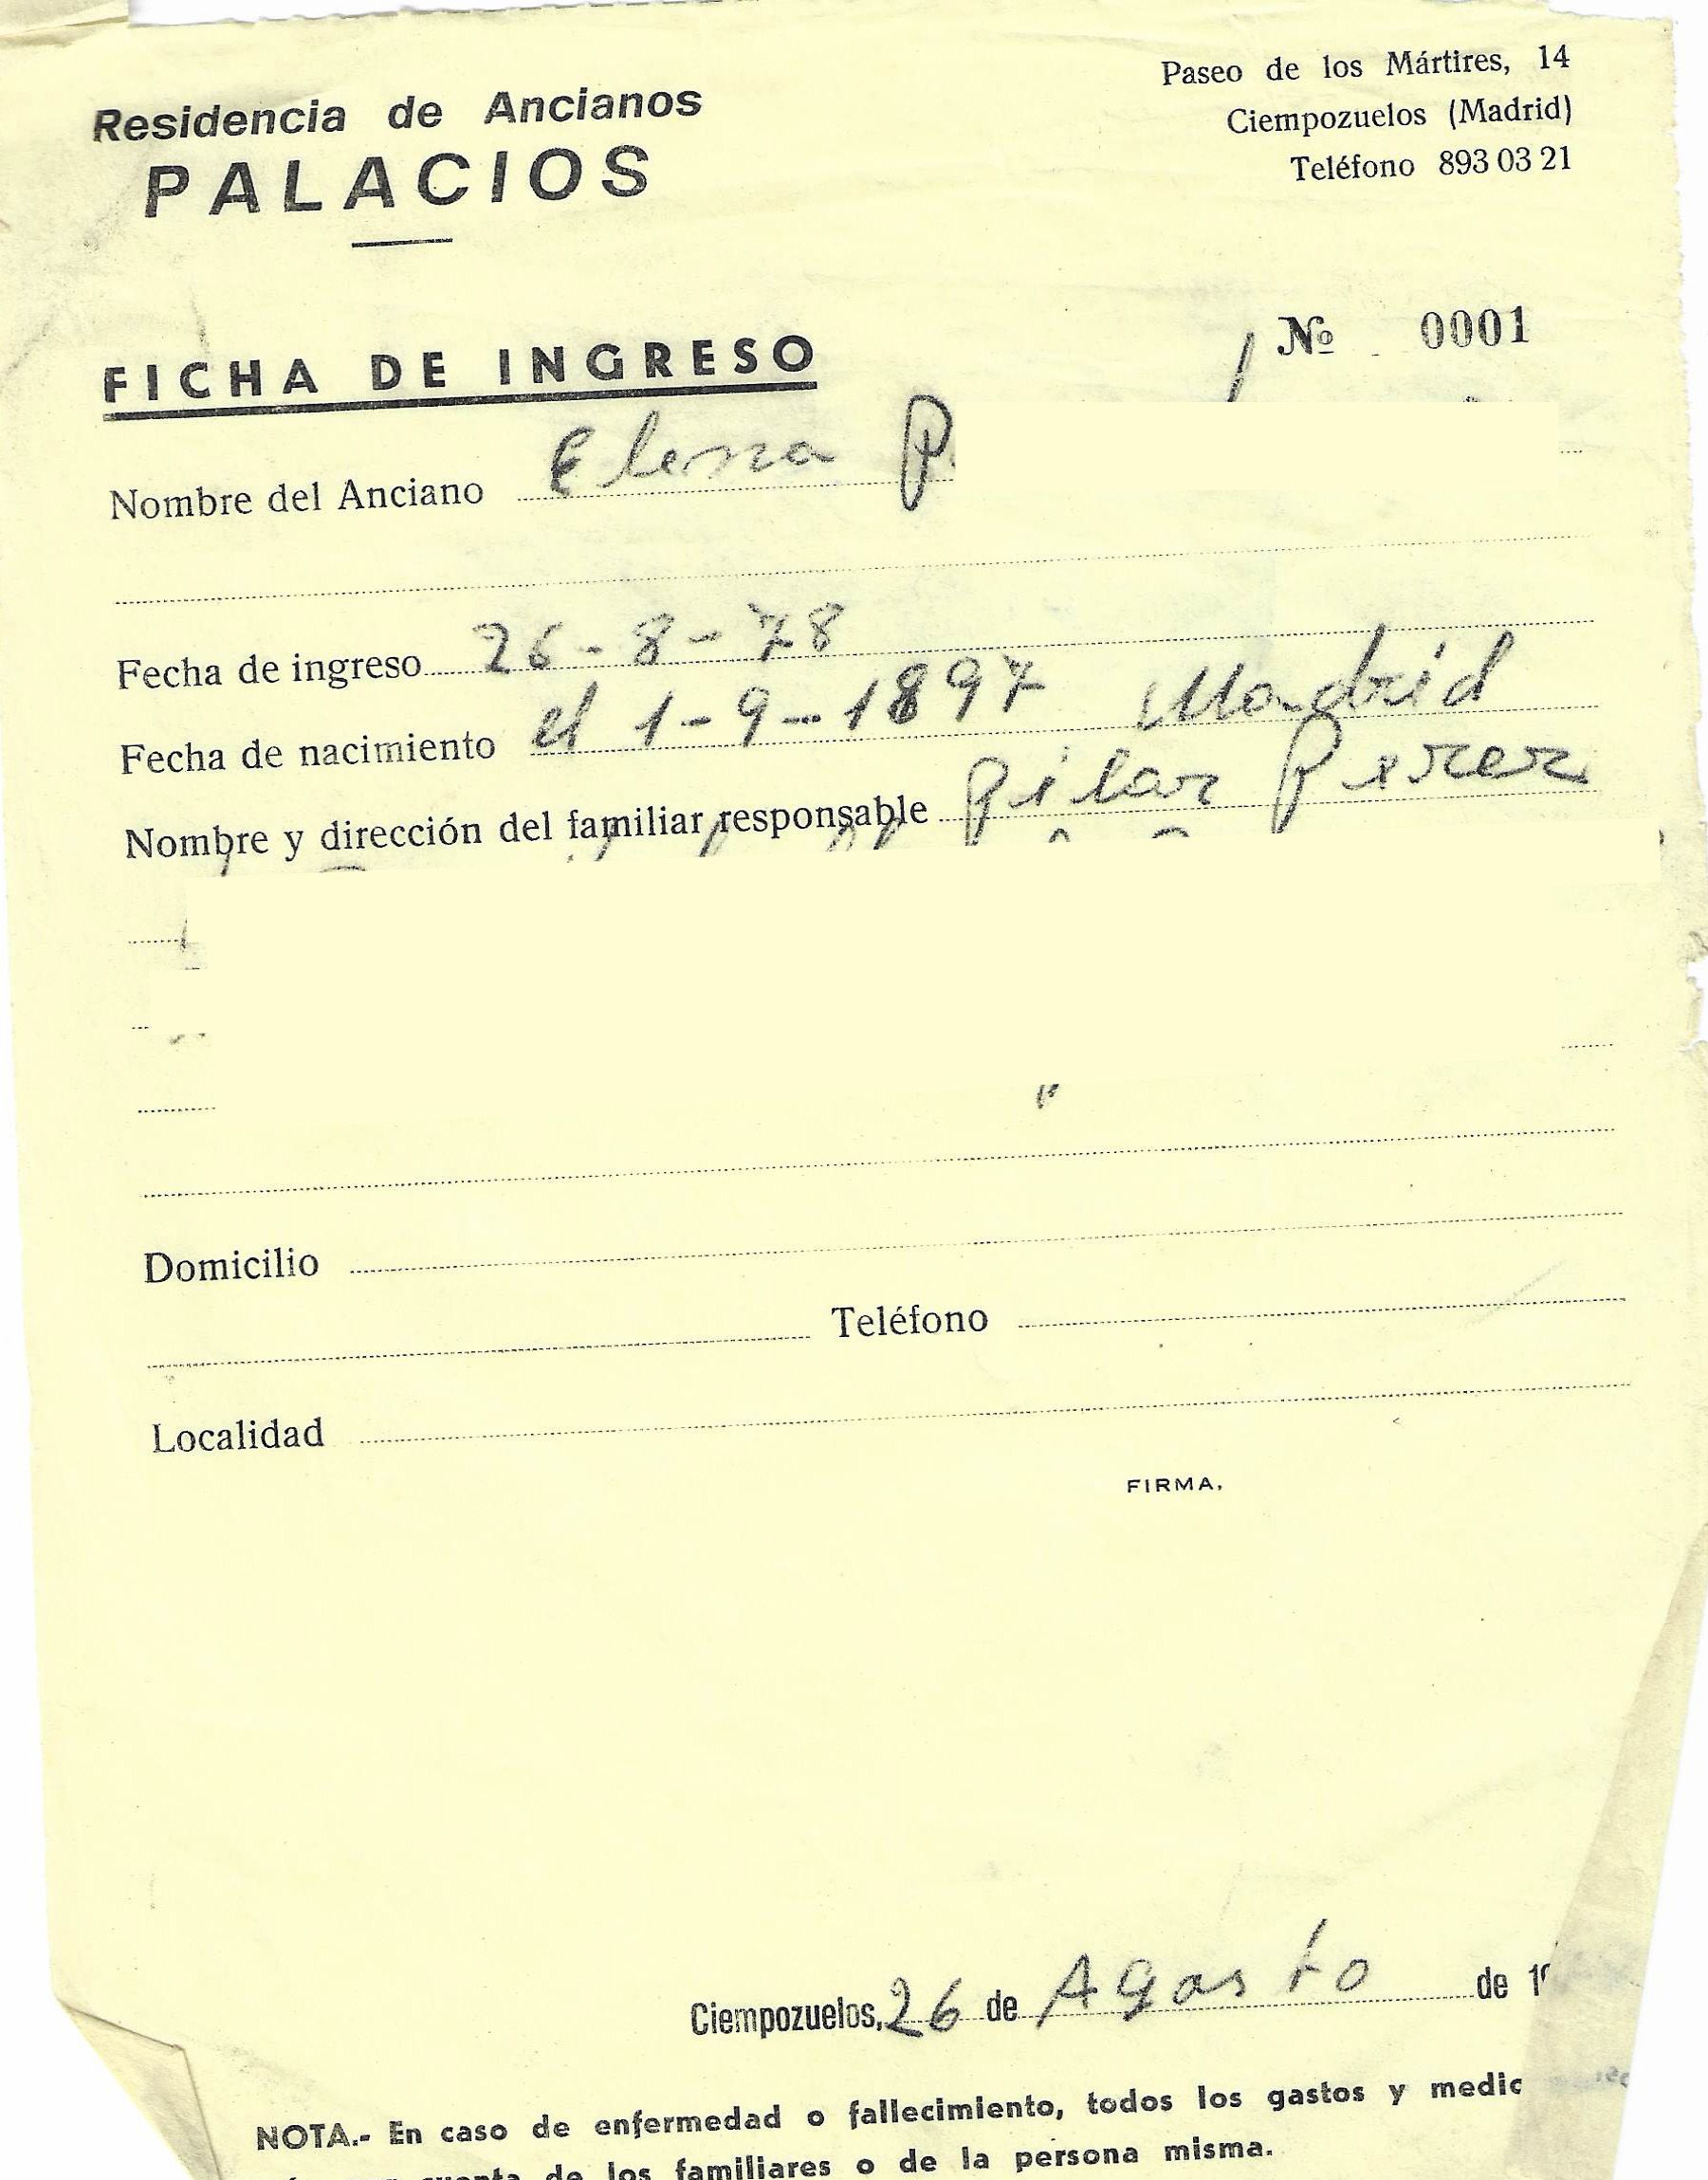 Residencia de Ancianos
PALACIOS
Paseo de los Mártires, 14
Ciempozuelos (Madrid)
Teléfono 893 03 21
Nº 0001
FICHA DE INGRESO
Nombre del Anciano Elena P.
Fecha de ingreso 26-8-78
Fecha de nacimiento el 1-9-1897 Madrid
Nombre y dirección del familiar responsable Pilar Perez
Domicilio
Teléfono
Localidad
FIRMA,
Ciempozuelos, 26 de Agosto de 19
NOTA.- En caso de enfermedad o fallecimiento, todos los gastos y medic
cuenta de los familiares o de la persona misma.